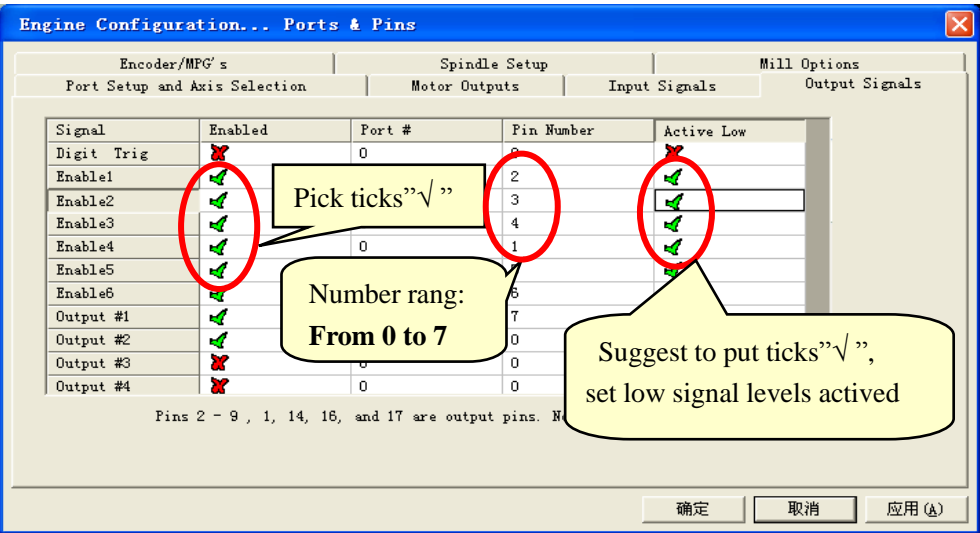 Engine Configuration... Ports & Pins
Encoder/MPG's Spindle Setup Mill Options
Port Setup and Axis Selection Motor Outputs Input Signals Output Signals
Signal Enabled Port # Pin Number Active Low
Digit Trig 0
Enable1 2
Enable2 3
Enable3 4
Enable4 0 1
Enable5
Enable6 6
Output #1 7
Output #2 0
Output #3 0 0
Output #4 0 0
Pick ticks”√ ”
Number rang:
From 0 to 7
Suggest to put ticks”√ ”,
set low signal levels actived
Pins 2 - 9 , 1, 14, 16, and 17 are output pins.
确定 取消 应用(A)